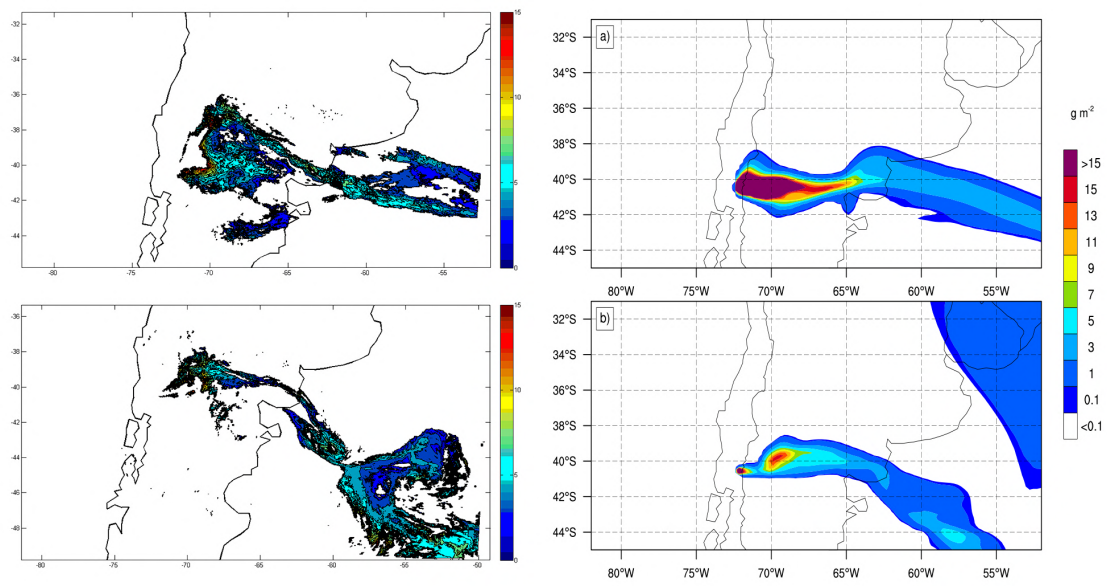 -32
-34
-36
-38
-40
-42
-44
-80 -75 -70 -65 -60 -55
15
10
5
0
a)
32°S
34°S
36°S
38°S
40°S
42°S
44°S
80°W 75°W 70°W 65°W 60°W 55°W
-36
-38
-40
-42
-44
-46
-48
-80 -75 -70 -65 -60 -55 -50
15
10
5
0
b)
32°S
34°S
36°S
38°S
40°S
42°S
44°S
80°W 75°W 70°W 65°W 60°W 55°W
g m⁻²
>15
15
13
11
9
7
5
3
1
0.1
<0.1